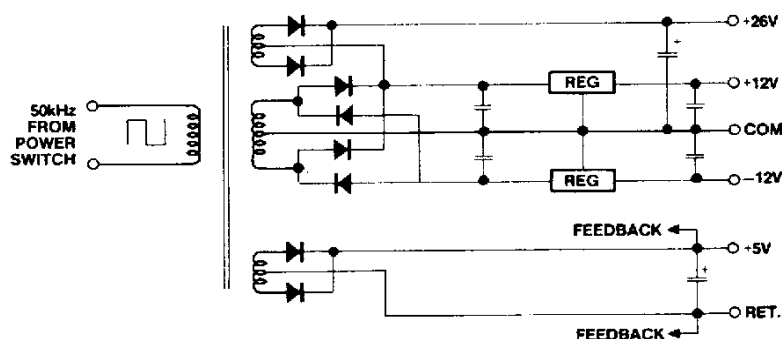 +26V
REG
+12V
50kHz
FROM
POWER
SWITCH
COM
REG
−12V
FEEDBACK
+5V
+
+
RET.
FEEDBACK